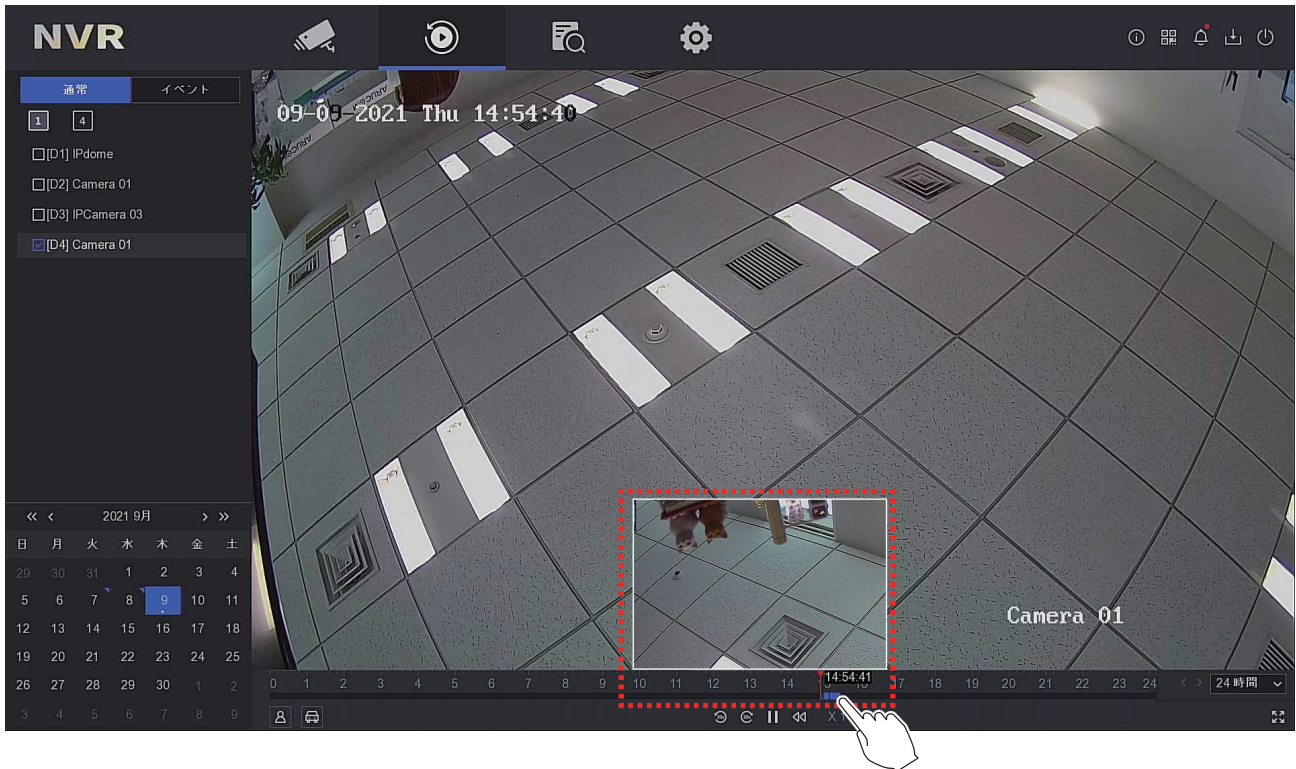 NVR
通常 イベント
1 4
[D1] IPdome
[D2] Camera 01
[D3] IPCamera 03
[D4] Camera 01
09-09-2021 Thu 14:54:40
ARUCOM
Camera 01
« < 2021 9月 > »
日 月 火 水 木 金 土
29 30 31 1 2 3 4
5 6 7 8 9 10 11
12 13 14 15 16 17 18
19 20 21 22 23 24 25
26 27 28 29 30 1 2
3 4 5 6 7 8 9
14:54:41
0 1 2 3 4 5 6 7 8 9 10 11 12 13 14 16 17 18 19 20 21 22 23 24 < > 24時間
30s 30s X 1